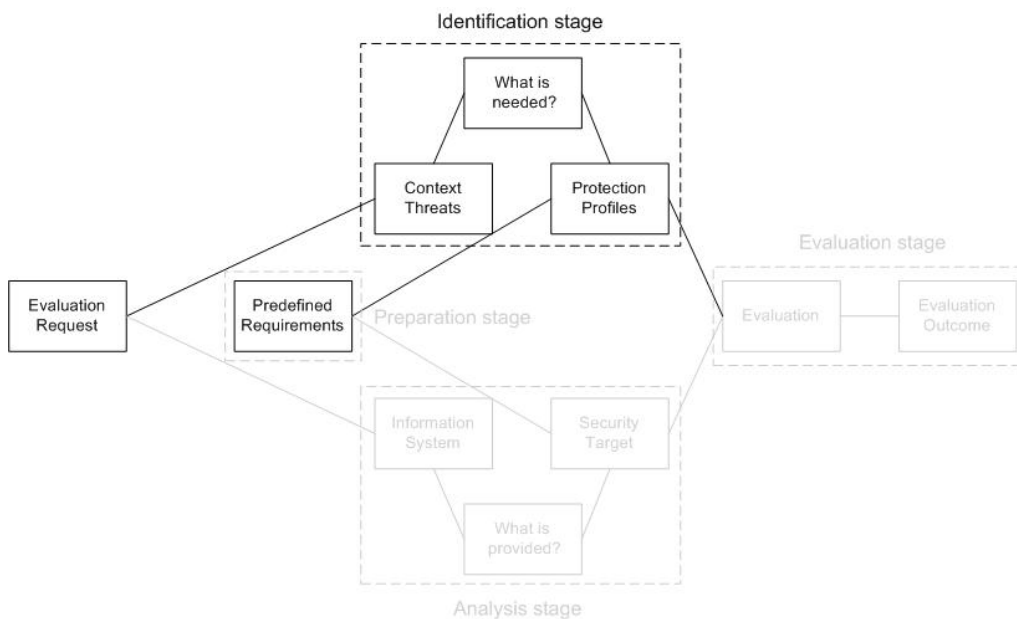 Identification stage
What is
needed?
Context
Threats
Protection
Profiles
Evaluation stage
Evaluation
Request
Predefined
Requirements
Preparation stage
Evaluation
Evaluation
Outcome
Information
System
Security
Target
What is
provided?
Analysis stage